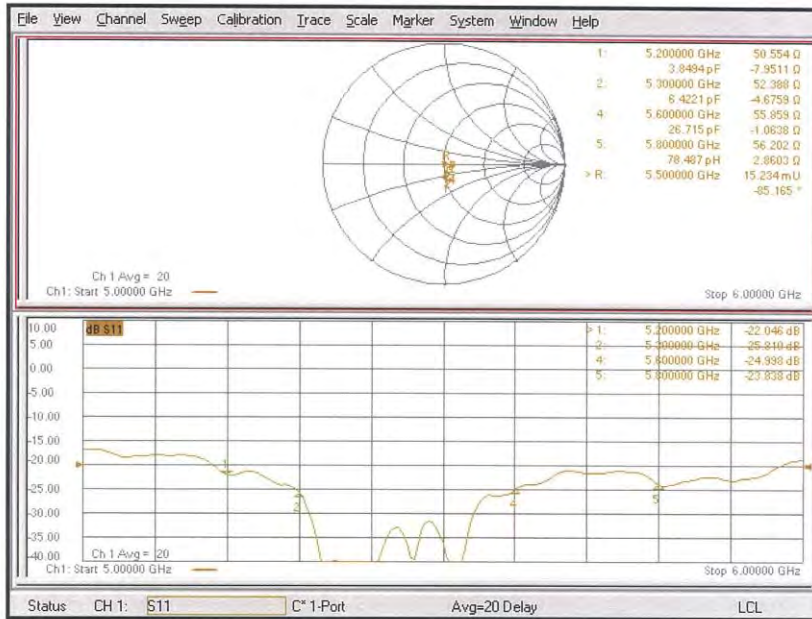 File View Channel Sweep Calibration Trace Scale Marker System Window Help
1: 5.200000 GHz 50.554 Ω
3.8494 pF -7.9511 Ω
2: 5.300000 GHz 52.388 Ω
6.4221 pF -4.6759 Ω
4: 5.600000 GHz 55.859 Ω
26.715 pF -1.0638 Ω
5: 5.800000 GHz 56.202 Ω
78.487 pH 2.8603 Ω
> R: 5.500000 GHz 15.234 mU
-85.165 °
Ch 1 Avg = 20
Ch1: Start 5.00000 GHz
Stop 6.00000 GHz
10.00
5.00
0.00
-5.00
-10.00
-15.00
-20.00
-25.00
-30.00
-35.00
-40.00
dB S11
> 1: 5.200000 GHz -22.046 dB
2: 5.300000 GHz -25.810 dB
4: 5.600000 GHz -24.998 dB
5: 5.800000 GHz -23.838 dB
1
2
4
5
Ch 1 Avg = 20
Ch1: Start 5.00000 GHz
Stop 6.00000 GHz
Status CH 1: S11 C* 1-Port Avg=20 Delay LCL